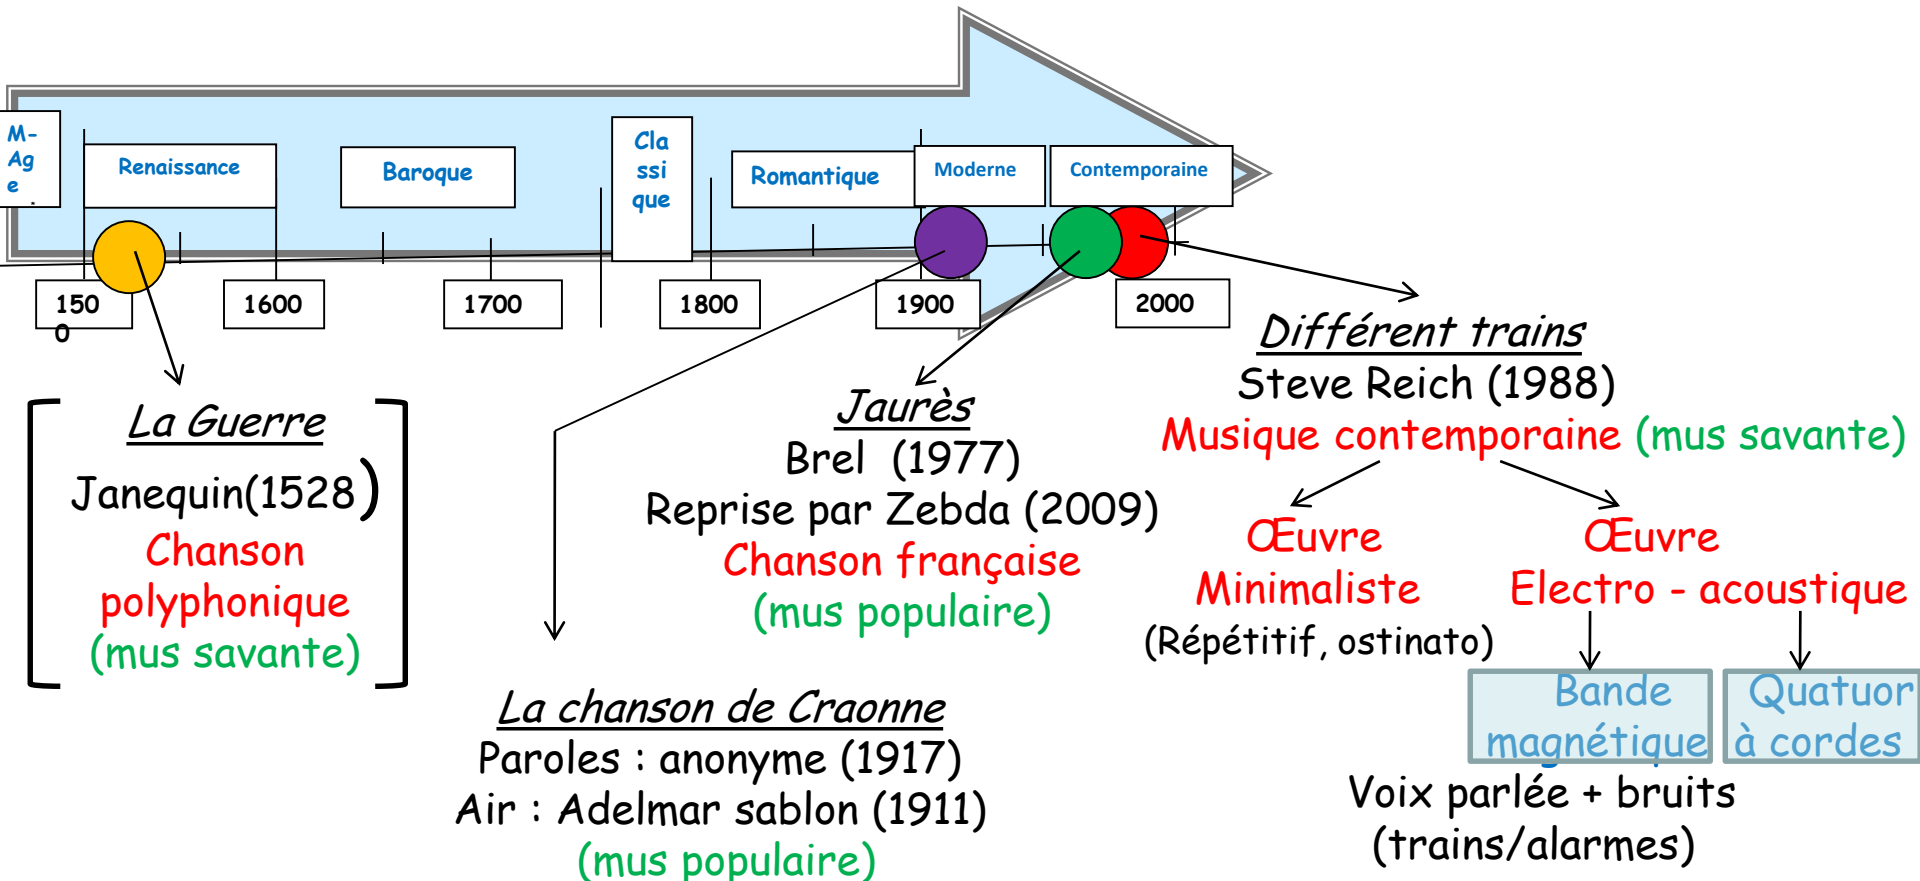 M-
Ag
e
Renaissance
Baroque
Cla
ssi
que
Romantique
Moderne
Contemporaine
150
0
1600
1700
1800
1900
2000
La Guerre
Janequin(1528)
Chanson
polyphonique
(mus savante)
La chanson de Craonne
Paroles : anonyme (1917)
Air : Adelmar sablon (1911)
(mus populaire)
Jaurès
Brel (1977)
Reprise par Zebda (2009)
Chanson française
(mus populaire)
Différent trains
Steve Reich (1988)
Musique contemporaine (mus savante)
Œuvre
Minimaliste
(Répétitif, ostinato)
Œuvre
Electro - acoustique
Bande
magnétique
Quatuor
à cordes
Voix parlée + bruits
(trains/alarmes)